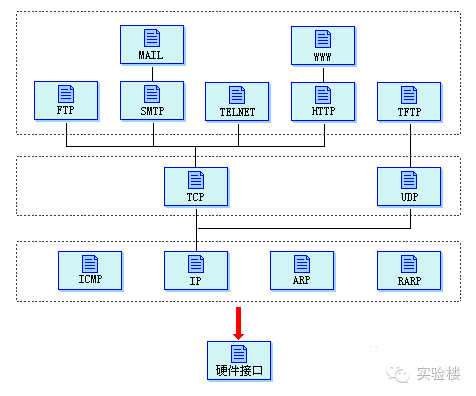 MAIL
WWW
FTP
SMTP
TELNET
HTTP
TFTP
TCP
UDP
ICMP
IP
ARP
RARP
硬件接口
实验楼